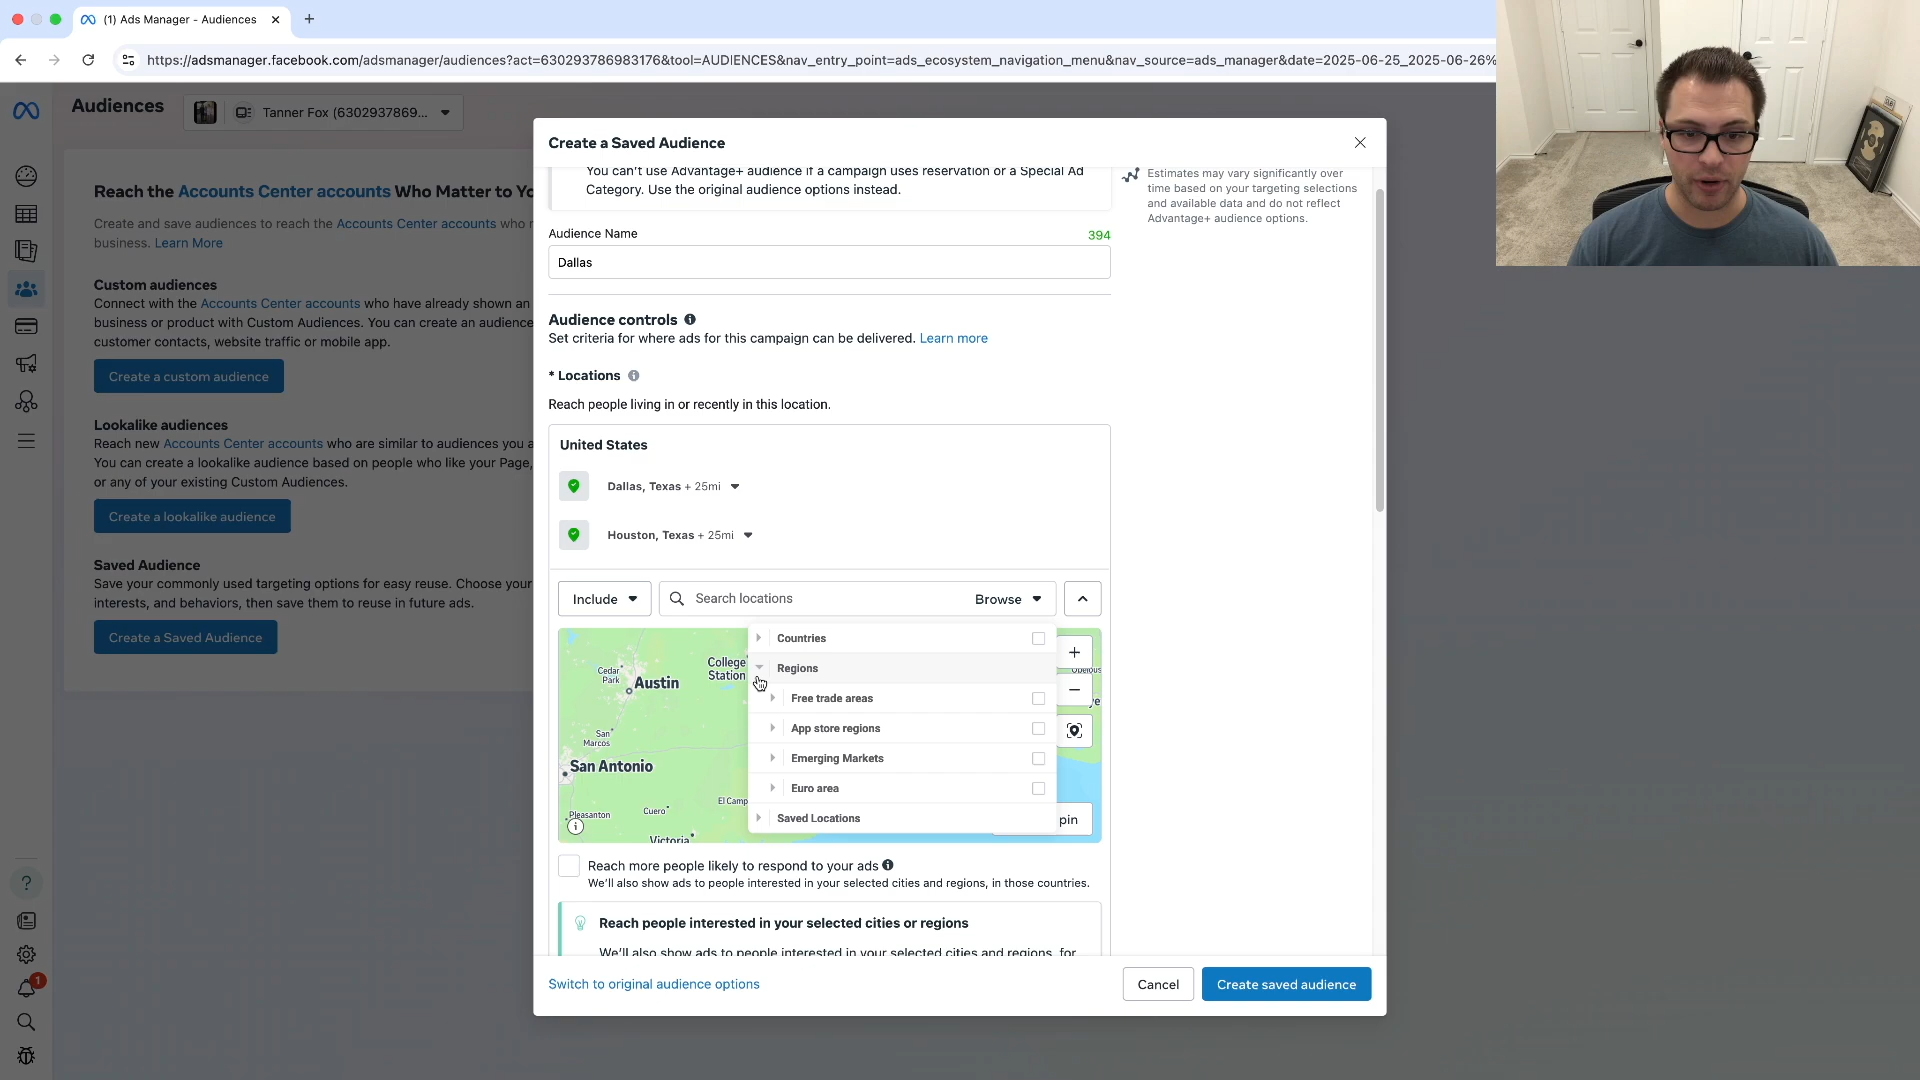 (1) Ads Manager - Audiences
https://adsmanager.facebook.com/adsmanager/audiences?act=630293786983176&tool=AUDIENCES&nav_entry_point=ads_ecosystem_navigation_menu&nav_source=ads_manager&date=2025-06-25_2025-06-26%
Audiences
Tanner Fox (6302937869...
Reach the Accounts Center accounts Who Matter to Yo
Create and save audiences to reach the Accounts Center accounts who r
business. Learn More
Custom audiences
Connect with the Accounts Center accounts who have already shown an
business or product with Custom Audiences. You can create an audience
customer contacts, website traffic or mobile app.
Create a custom audience
Lookalike audiences
Reach new Accounts Center accounts who are similar to audiences you a
You can create a lookalike audience based on people who like your Page,
or any of your existing Custom Audiences.
Create a lookalike audience
Saved Audience
Save your commonly used targeting options for easy reuse. Choose your
interests, and behaviors, then save them to reuse in future ads.
Create a Saved Audience
1
Create a Saved Audience
You can't use Advantage+ audience if a campaign uses reservation or a Special Ad
Category. Use the original audience options instead.
Estimates may vary significantly over
time based on your targeting selections
and available data and do not reflect
Advantage+ audience options.
Audience Name
394
Dallas
Audience controls
Set criteria for where ads for this campaign can be delivered. Learn more
* Locations
Reach people living in or recently in this location.
United States
Dallas, Texas + 25mi
Houston, Texas + 25mi
Include
Search locations
Browse
Countries
Regions
Free trade areas
App store regions
Emerging Markets
Euro area
Saved Locations
Cedar
Park
Austin
College
Station
San
Marcos
San Antonio
Cuero
El Camp
Pleasanton
Victoria
pin
Reach more people likely to respond to your ads
We'll also show ads to people interested in your selected cities and regions, in those countries.
Reach people interested in your selected cities or regions
We'll also show ads to people interested in your selected cities and regions, for
Switch to original audience options
Cancel
Create saved audience